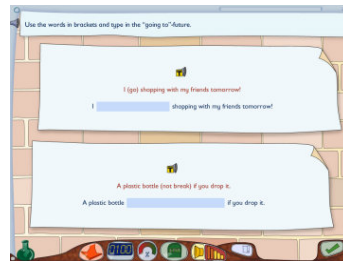 Use the words in brackets and type in the "going to"-future.
I (go) shopping with my friends tomorrow!
I shopping with my friends tomorrow!
A plastic bottle (not break) if you drop it.
A plastic bottle if you drop it.